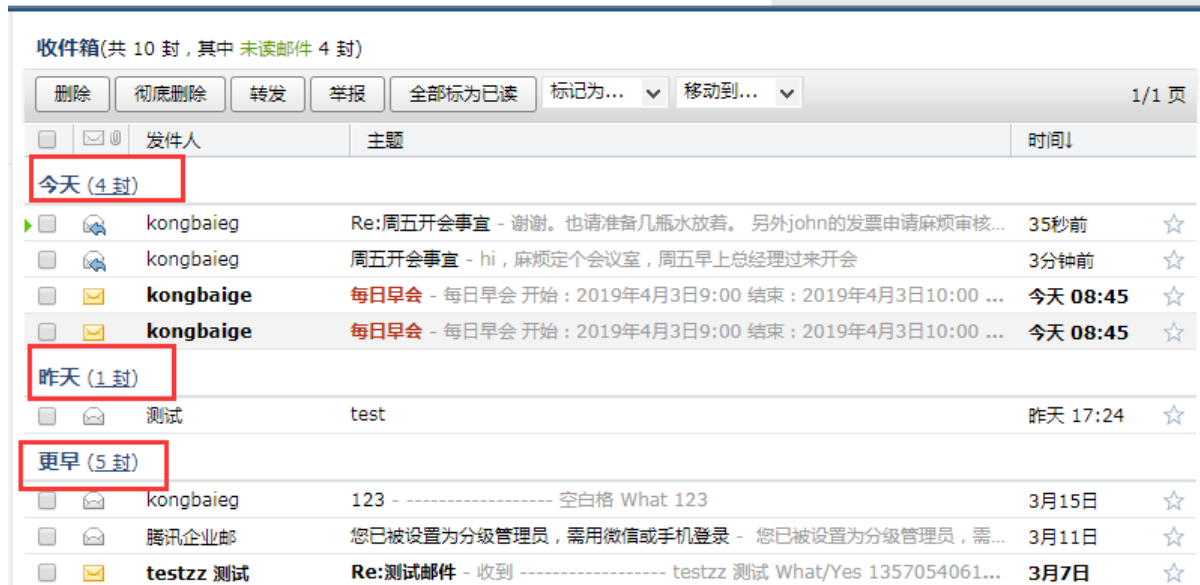 收件箱(共 10 封，其中 未读邮件 4 封)
删除 彻底删除 转发 举报 全部标为已读 标记为... 移动到... 1/1 页
发件人 主题 时间↓
今天 (4 封)
kongbaieg Re:周五开会事宜 - 谢谢。也请准备几瓶水放着。 另外john的发票申请麻烦审核... 35秒前
kongbaieg 周五开会事宜 - hi，麻烦定个会议室，周五早上总经理过来开会 3分钟前
kongbaige 每日早会 - 每日早会 开始：2019年4月3日9:00 结束：2019年4月3日10:00 ... 今天 08:45
kongbaige 每日早会 - 每日早会 开始：2019年4月3日9:00 结束：2019年4月3日10:00 ... 今天 08:45
昨天 (1 封)
测试 test 昨天 17:24
更早 (5 封)
kongbaieg 123 - ------------------ 空白格 What 123 3月15日
腾讯企业邮 您已被设置为分级管理员，需用微信或手机登录 - 您已被设置为分级管理员，需... 3月11日
testzz 测试 Re:测试邮件 - 收到 ------------------ testzz 测试 What/Yes 1357054061... 3月7日